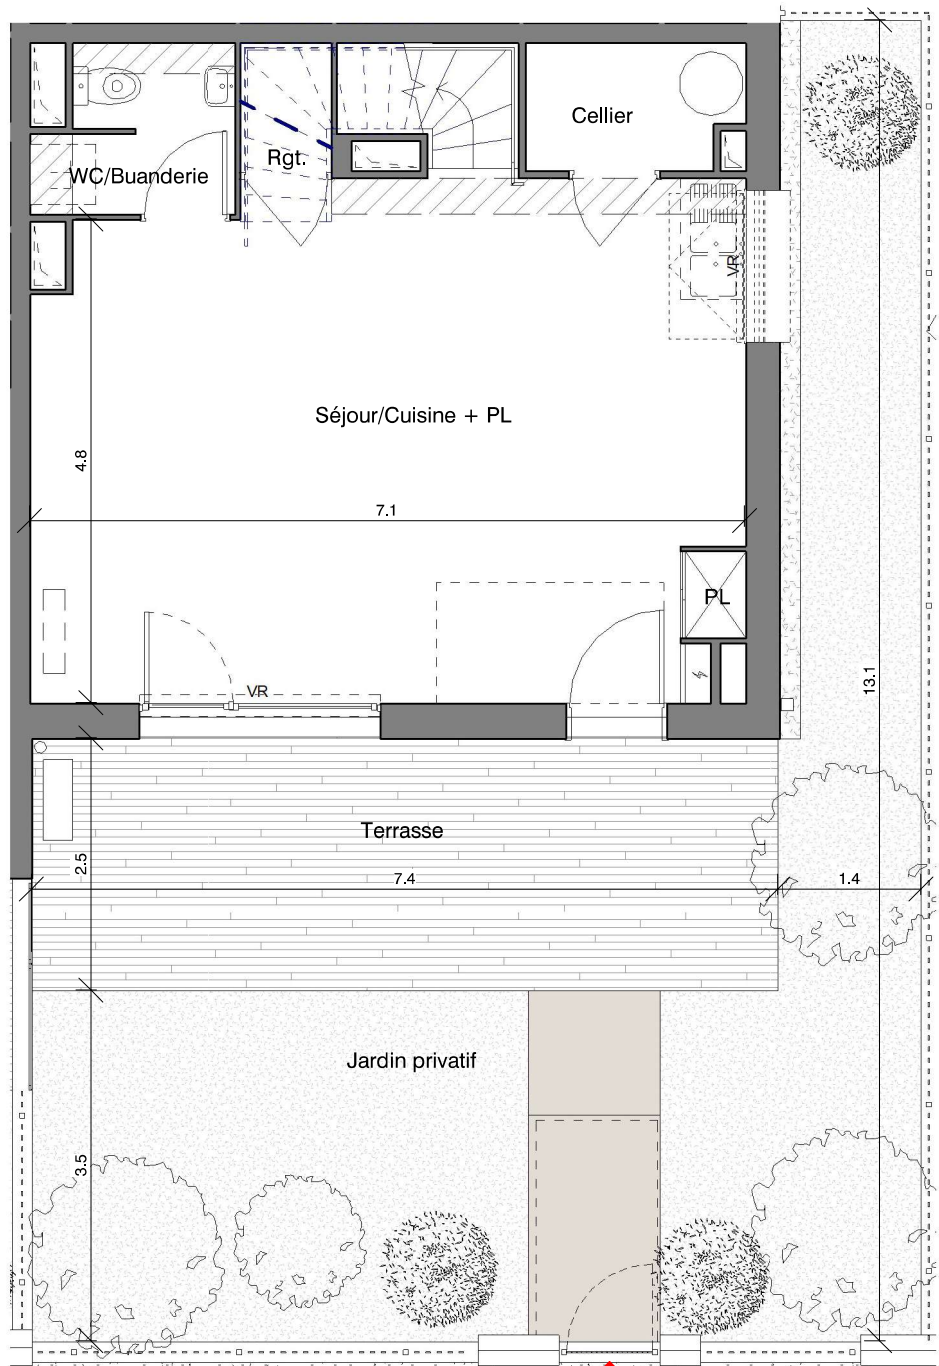 Cellier
Rgt.
WC/Buanderie
VR
Séjour/Cuisine + PL
4.8
7.1
PL
13.1
VR
Terrasse
2.5
7.4
1.4
Jardin privatif
3.5